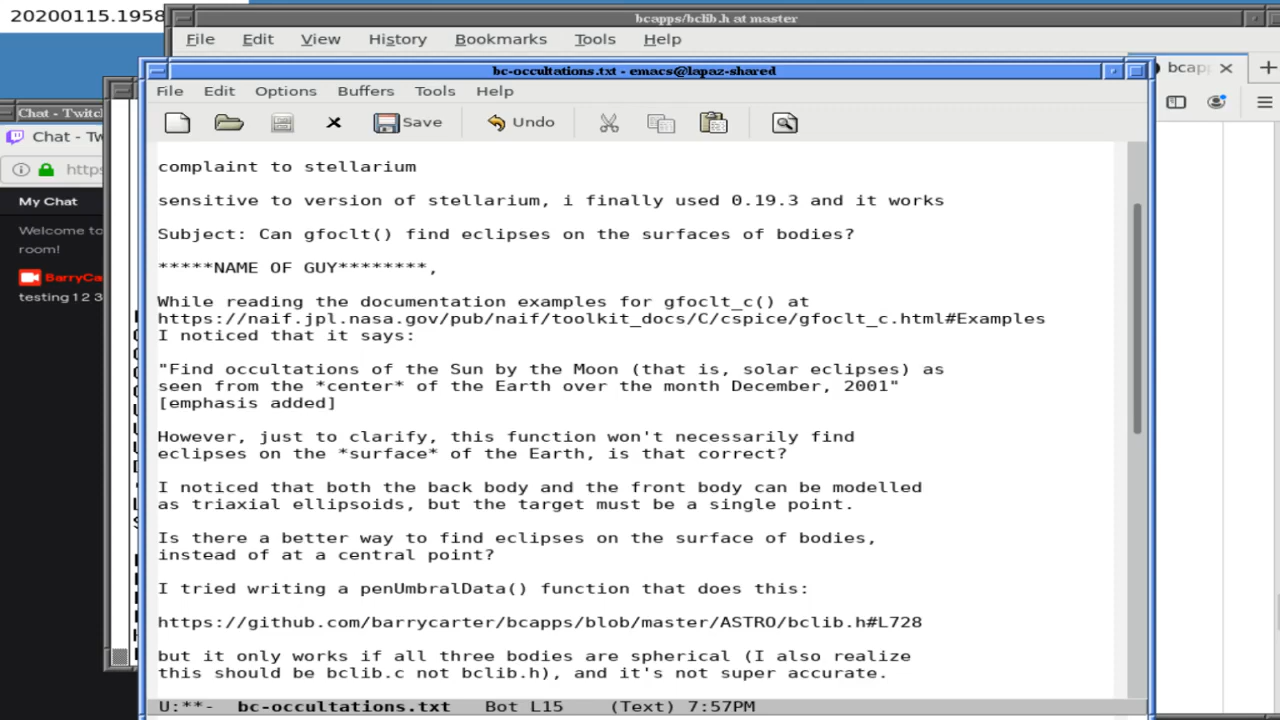 20200115.1958
bcapps/bclib.h at master
File Edit View History Bookmarks Tools Help
bc-occultations.txt - emacs@lapaz-shared
bcap
File Edit Options Buffers Tools Help
Chat - Twitch
Chat - Tw
Save Undo
https
My Chat
Welcome to
room!
BarryCa
testing 1 2 3
complaint to stellarium
sensitive to version of stellarium, i finally used 0.19.3 and it works
Subject: Can gfoclt() find eclipses on the surfaces of bodies?
*****NAME OF GUY********,
While reading the documentation examples for gfoclt_c() at
https://naif.jpl.nasa.gov/pub/naif/toolkit_docs/C/cspice/gfoclt_c.html#Examples
I noticed that it says:
"Find occultations of the Sun by the Moon (that is, solar eclipses) as
seen from the *center* of the Earth over the month December, 2001"
[emphasis added]
However, just to clarify, this function won't necessarily find
eclipses on the *surface* of the Earth, is that correct?
I noticed that both the back body and the front body can be modelled
as triaxial ellipsoids, but the target must be a single point.
Is there a better way to find eclipses on the surface of bodies,
instead of at a central point?
I tried writing a penUmbralData() function that does this:
https://github.com/barrycarter/bcapps/blob/master/ASTRO/bclib.h#L728
but it only works if all three bodies are spherical (I also realize
this should be bclib.c not bclib.h), and it's not super accurate.
U:**- bc-occultations.txt Bot L15 (Text) 7:57PM